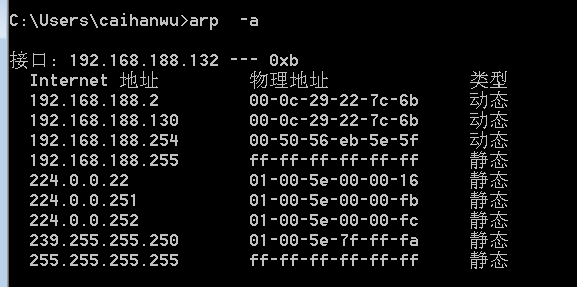 C:\Users\caihanwu>arp  -a
接口: 192.168.188.132 --- 0xb
Internet 地址 物理地址 类型
192.168.188.2 00-0c-29-22-7c-6b 动态
192.168.188.130 00-0c-29-22-7c-6b 动态
192.168.188.254 00-50-56-eb-5e-5f 动态
192.168.188.255 ff-ff-ff-ff-ff-ff 静态
224.0.0.22 01-00-5e-00-00-16 静态
224.0.0.251 01-00-5e-00-00-fb 静态
224.0.0.252 01-00-5e-00-00-fc 静态
239.255.255.250 01-00-5e-7f-ff-fa 静态
255.255.255.255 ff-ff-ff-ff-ff-ff 静态